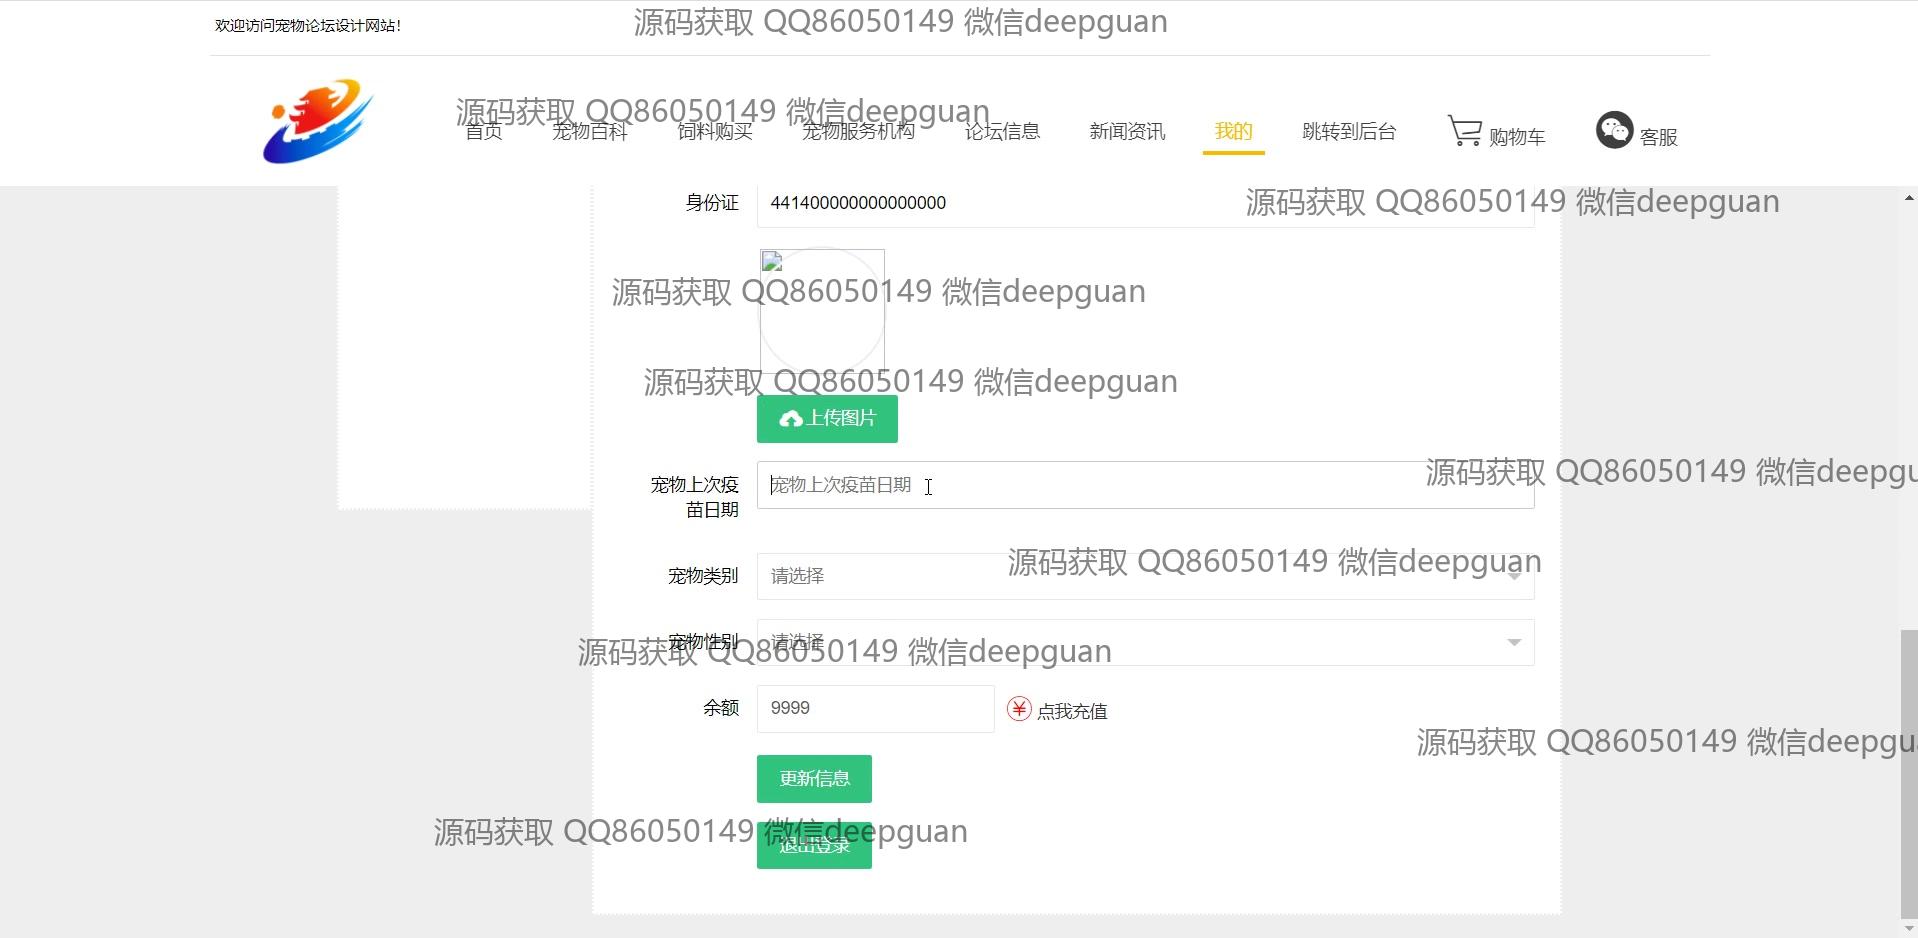 欢迎访问宠物论坛设计网站!
源码获取 QQ86050149 微信deepguan
源码获取 QQ86050149 微信deepguan
首页 宠物百科 饲料购买 宠物服务机构 论坛信息 新闻资讯 我的 跳转到后台 购物车 客服
身份证 441400000000000000
源码获取 QQ86050149 微信deepguan
源码获取 QQ86050149 微信deepguan
源码获取 QQ86050149 微信deepguan
上传图片
源码获取 QQ86050149 微信deepgu
宠物上次疫
苗日期
宠物上次疫苗日期
源码获取 QQ86050149 微信deepguan
宠物类别 请选择
宠物性别 请选择
源码获取 QQ86050149 微信deepguan
余额 9999 ¥ 点我充值
源码获取 QQ86050149 微信deepgu
更新信息
源码获取 QQ86050149 微信deepguan
退出登录